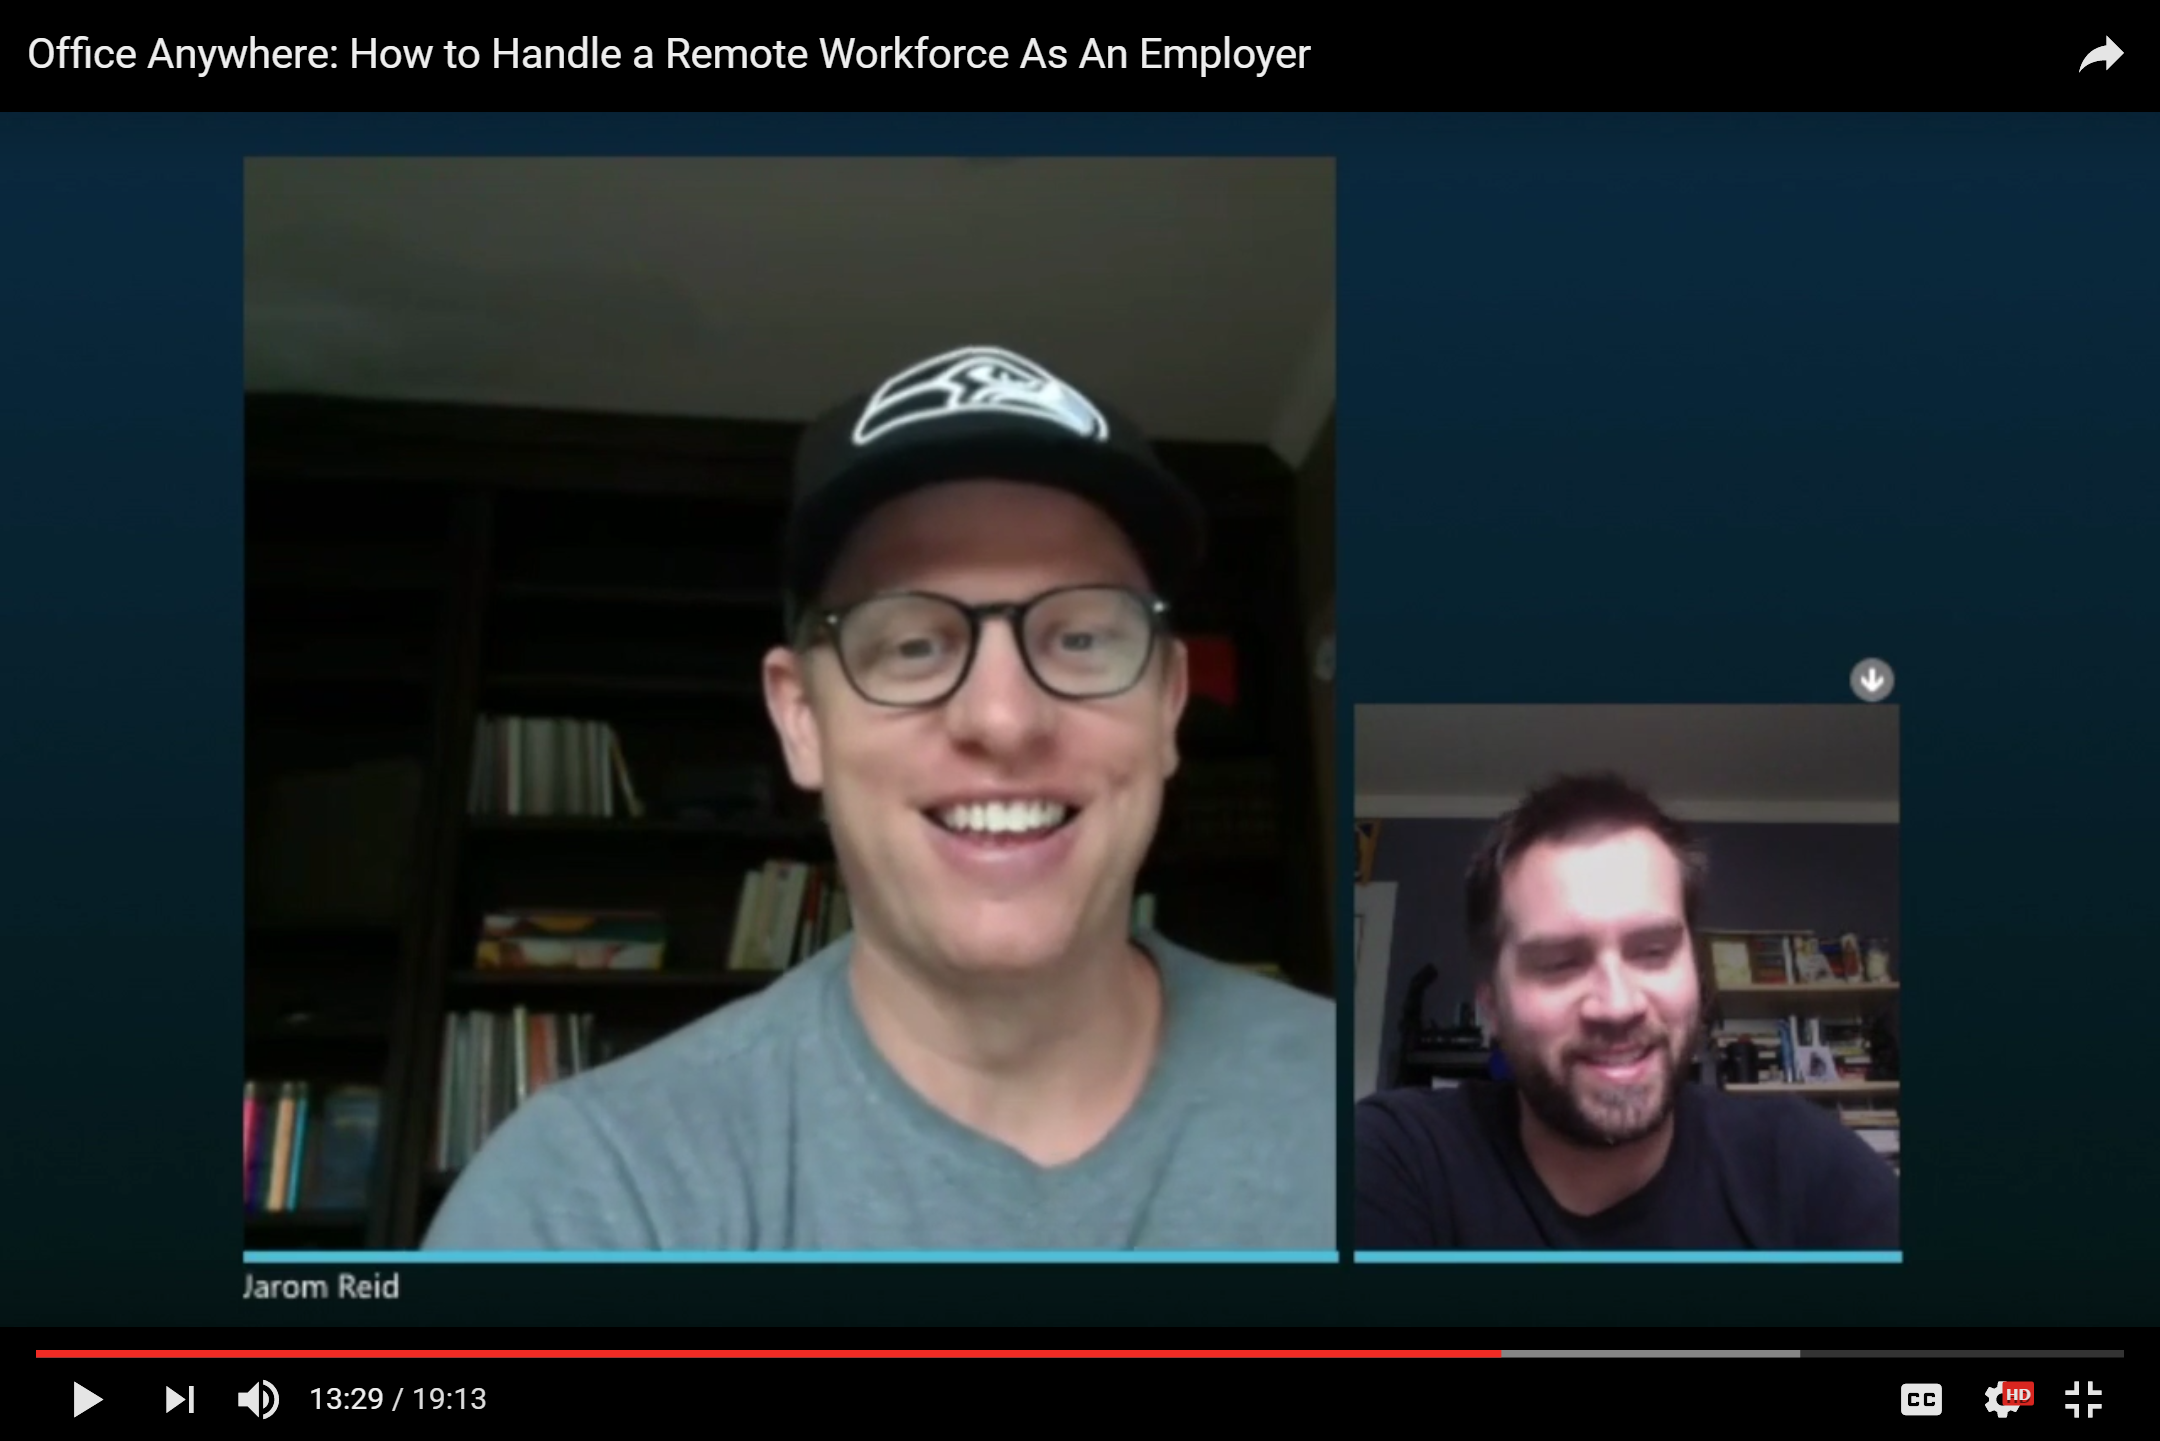 Office Anywhere: How to Handle a Remote Workforce As An Employer
Jarom Reid
13:29 / 19:13
CC
HD